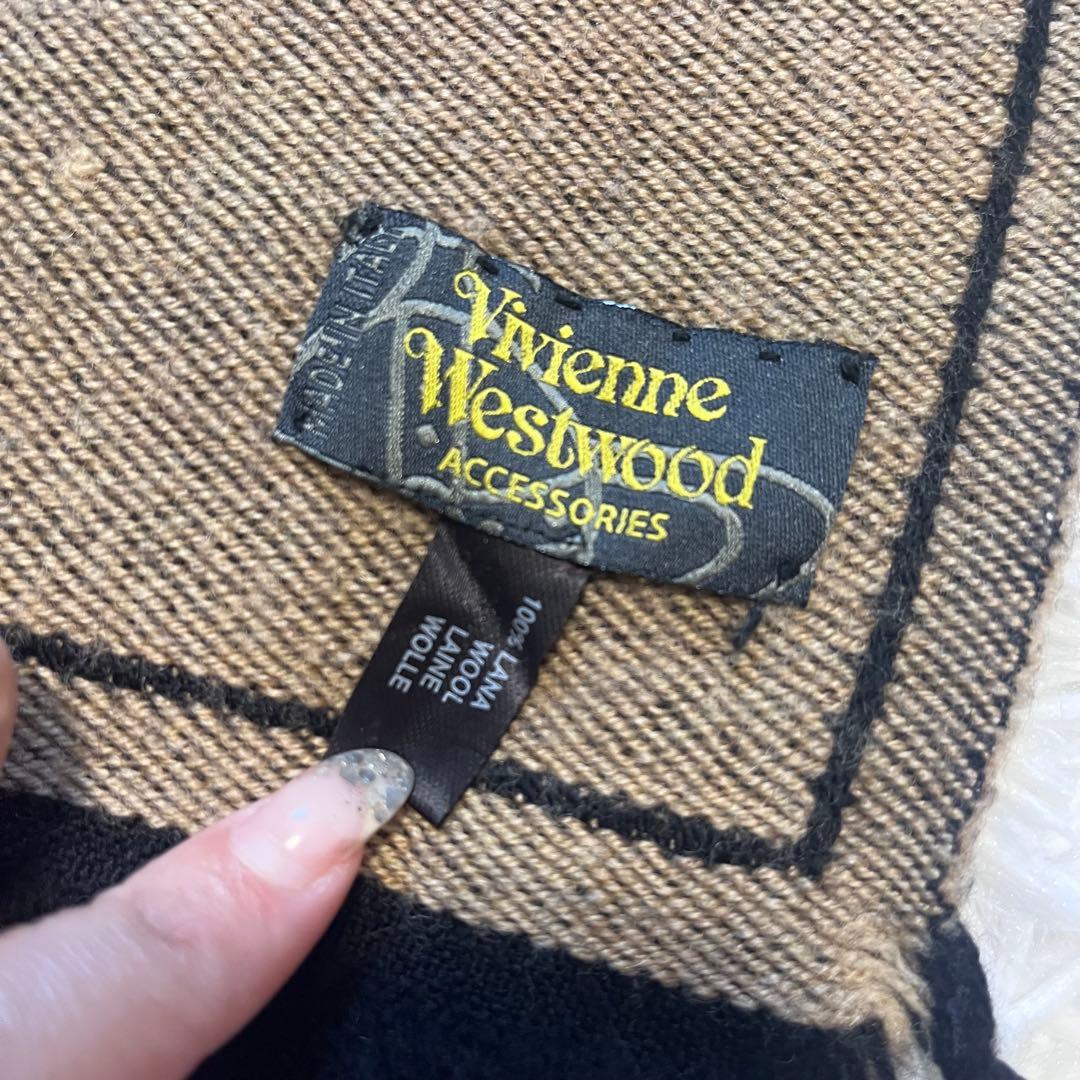 MADE IN ITALY
Vivienne
Westwood
ACCESSORIES
100% LANA
WOOL
LAINE
WOLLE